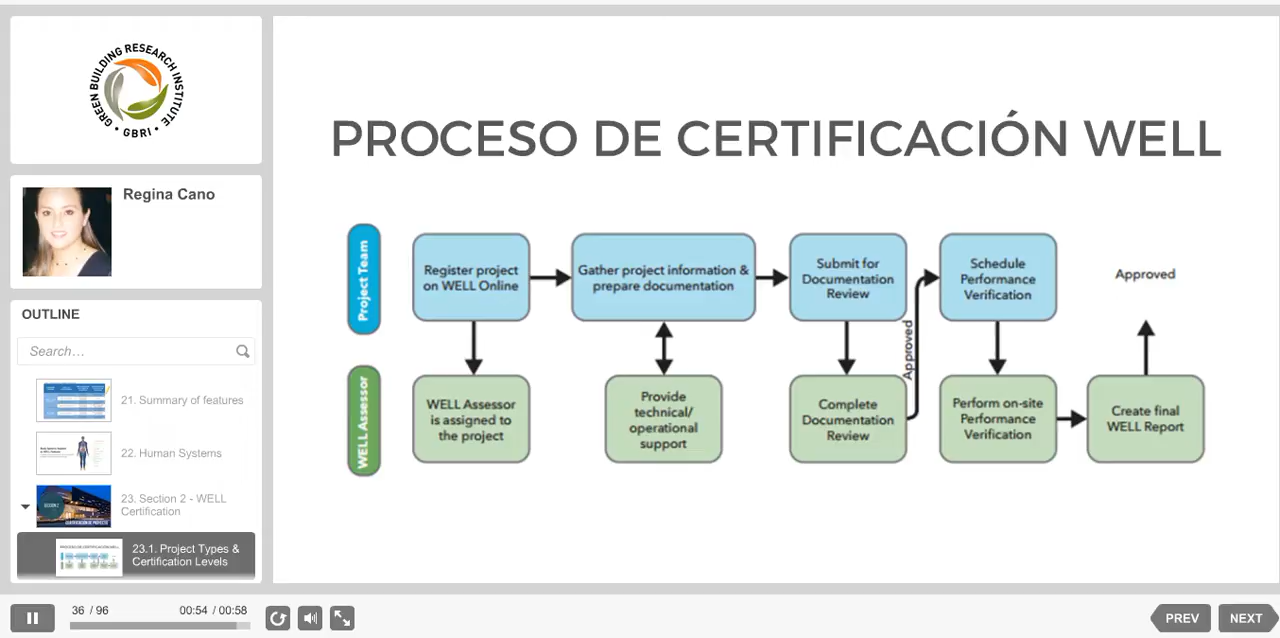 GREEN BUILDING RESEARCH INSTITUTE
• GBRI •
Regina Cano
OUTLINE
Search...
21. Summary of features
22. Human Systems
23. Section 2 - WELL
Certification
23.1. Project Types &
Certification Levels
PROCESO DE CERTIFICACIÓN WELL
Project Team
Register project
on WELL Online
Gather project information &
prepare documentation
Submit for
Documentation
Review
Approved
Schedule
Performance
Verification
Approved
WELL Assessor
WELL Assessor
is assigned to
the project
Provide
technical/
operational
support
Complete
Documentation
Review
Perform on-site
Performance
Verification
Create final
WELL Report
36 / 96
00:54 / 00:58
PREV
NEXT